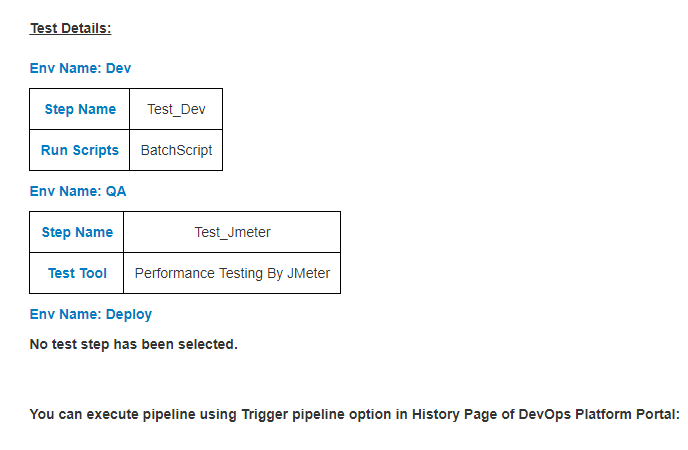 Test Details:
Env Name: Dev
Step Name Test_Dev
Run Scripts BatchScript
Env Name: QA
Step Name Test_Jmeter
Test Tool Performance Testing By JMeter
Env Name: Deploy
No test step has been selected.
You can execute pipeline using Trigger pipeline option in History Page of DevOps Platform Portal: